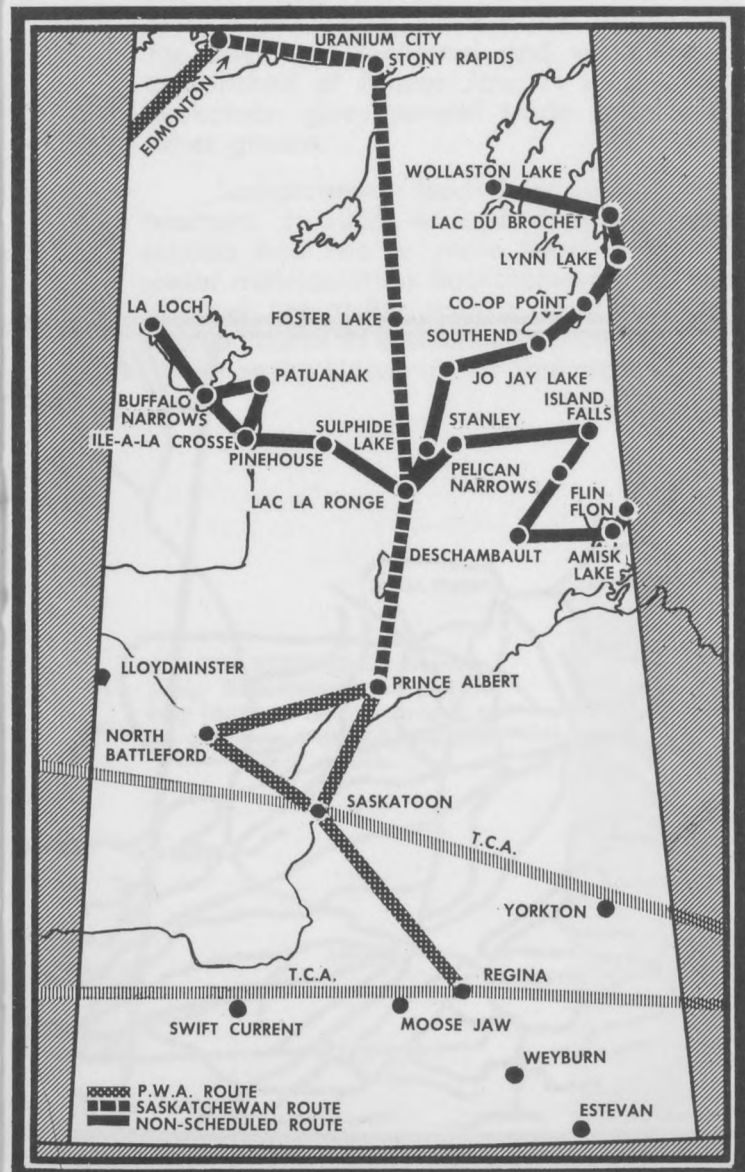 URANIUM CITY
STONY RAPIDS
EDMONTON
WOLLASTON LAKE
LAC DU BROCHET
LYNN LAKE
LA LOCH
CO-OP POINT
FOSTER LAKE
SOUTHEND
PATUANAK
JO JAY LAKE
BUFFALO
NARROWS
ISLAND
FALLS
SULPHIDE
LAKE
STANLEY
ILE-A-LA CROSSE
PINEHOUSE
PELICAN
NARROWS
LAC LA RONGE
FLIN
FLON
DESCHAMBAULT
AMISK
LAKE
LLOYDMINSTER
PRINCE ALBERT
NORTH
BATTLEFORD
SASKATOON
T.C.A.
YORKTON
T.C.A.
REGINA
SWIFT CURRENT
MOOSE JAW
WEYBURN
ESTEVAN
P.W.A. ROUTE
SASKATCHEWAN ROUTE
NON-SCHEDULED ROUTE